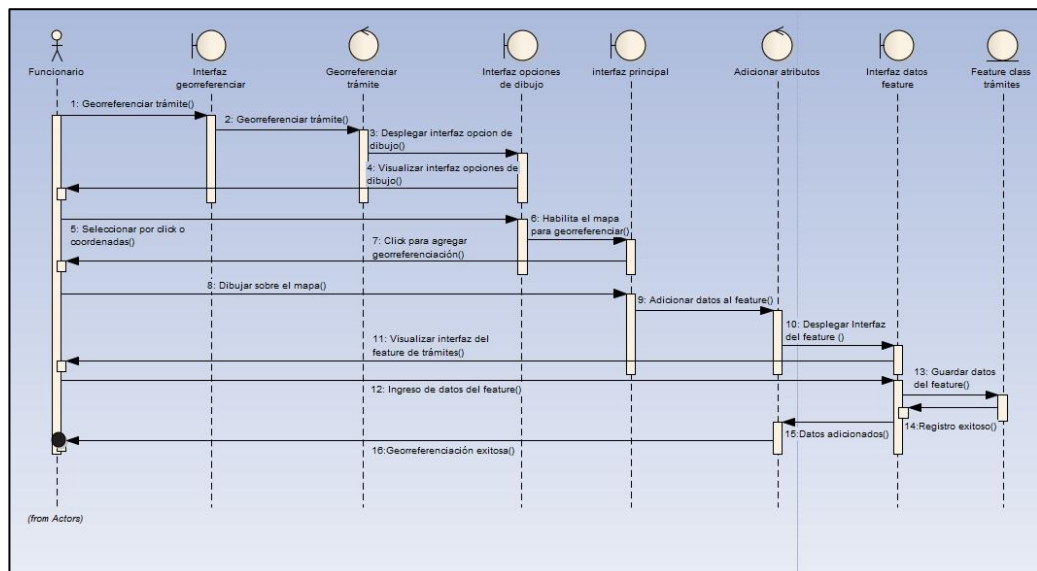 Funcionario
Interfaz
georreferenciar
Georreferenciar
trámite
Interfaz opciones
de dibujo
interfaz principal
Adicionar atributos
Interfaz datos
feature
Feature class
trámites
1: Georreferenciar trámite()
2: Georreferenciar trámite()
3: Desplegar interfaz opcion de
dibujo()
4: Visualizar interfaz opciones de
dibujo()
5: Seleccionar por click o
coordenadas()
6: Habilita el mapa
para georreferenciar()
7: Click para agregar
georreferenciación()
8: Dibujar sobre el mapa()
9: Adicionar datos al feature()
10: Desplegar Interfaz
del feature ()
11: Visualizar interfaz del
feature de trámites()
12: Ingreso de datos del feature()
13: Guardar datos
del feature()
14:Registro exitoso()
15:Datos adicionados()
16:Georreferenciación exitosa()
(from Actors)